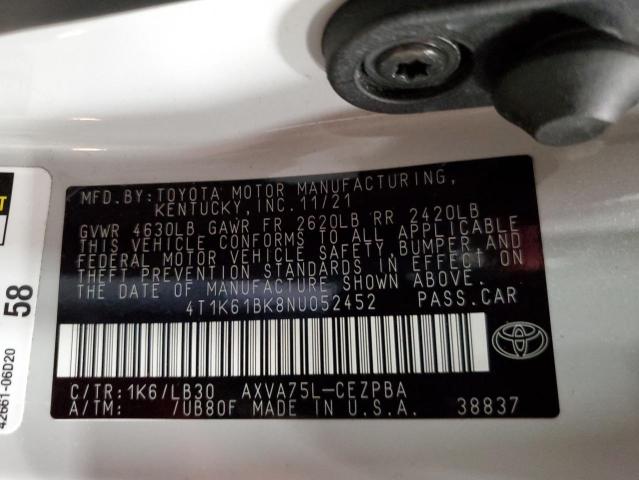 MFD.BY: TOYOTA MOTOR MANUFACTURING,
KENTUCKY, INC. 11/21
GVWR 4630LB GAWR FR 2620LB RR 2420LB
THIS VEHICLE CONFORMS TO ALL APPLICABLE
FEDERAL MOTOR VEHICLE SAFETY, BUMPER AND
THEFT PREVENTION STANDARDS IN EFFECT ON
THE DATE OF MANUFACTURE SHOWN ABOVE.
4T1K61BK8NU052452 PASS.CAR
C/TR: 1K6/LB30 AXVA75L-CEZPBA
A/TM: 7UB80F MADE IN U.S.A. 38837
58
42661-06D20